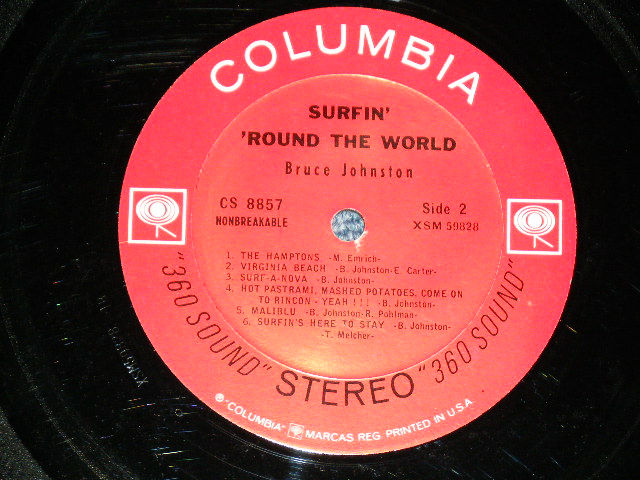 COLUMBIA
SURFIN'
'ROUND THE WORLD
Bruce Johnston
CS 8857
NONBREAKABLE
Side 2
XSM 59828
1. THE HAMPTONS -M. Emrich-
2. VIRGINIA BEACH -B. Johnston-E. Carter-
3. SURF-A-NOVA -B. Johnston-
4. HOT PASTRAMI, MASHED POTATOES, COME ON
TO RINCON - YEAH !!! -B. Johnston-
5. MALIBLU -B. Johnston-R. Pohlman-
6. SURFIN'S HERE TO STAY -B. Johnston-
-T. Melcher-
"360 SOUND" STEREO "360 SOUND"
® "COLUMBIA" MARCAS REG. PRINTED IN U.S.A.